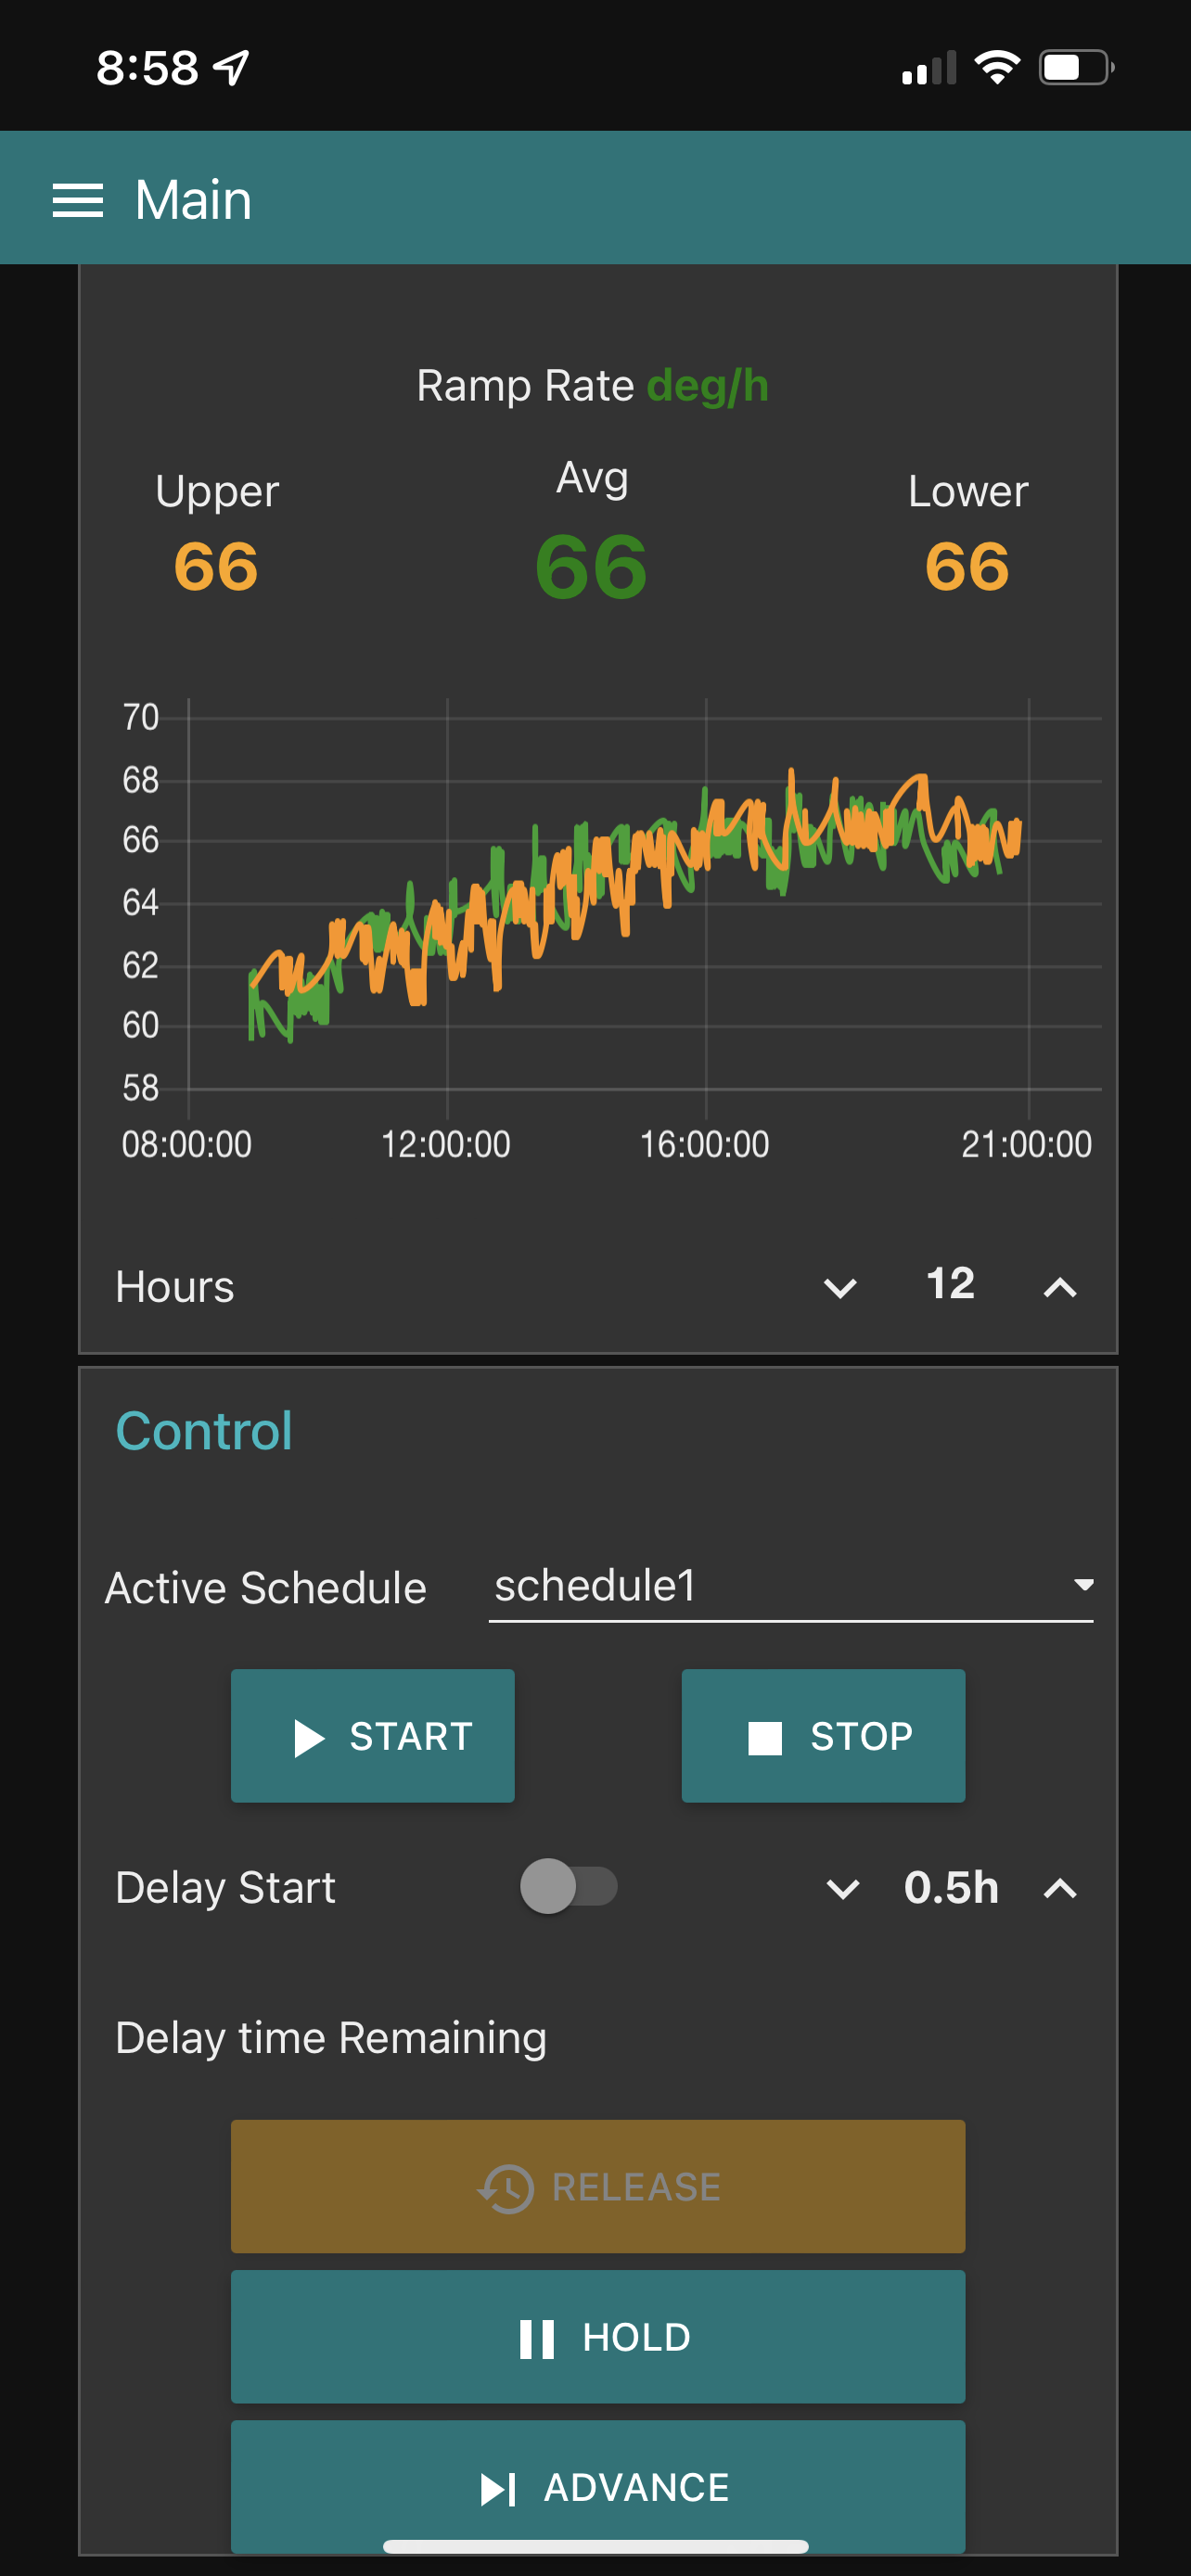 8:58
Main
Ramp Rate deg/h
Upper Avg Lower
66 66 66
70
68
66
64
62
60
58
08:00:00 12:00:00 16:00:00 21:00:00
Hours 12
Control
Active Schedule schedule1
START STOP
Delay Start 0.5h
Delay time Remaining
RELEASE
HOLD
ADVANCE